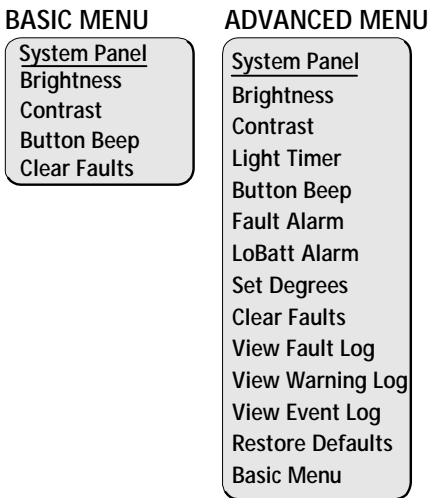 BASIC MENU
System Panel
Brightness
Contrast
Button Beep
Clear Faults
ADVANCED MENU
System Panel
Brightness
Contrast
Light Timer
Button Beep
Fault Alarm
LoBatt Alarm
Set Degrees
Clear Faults
View Fault Log
View Warning Log
View Event Log
Restore Defaults
Basic Menu